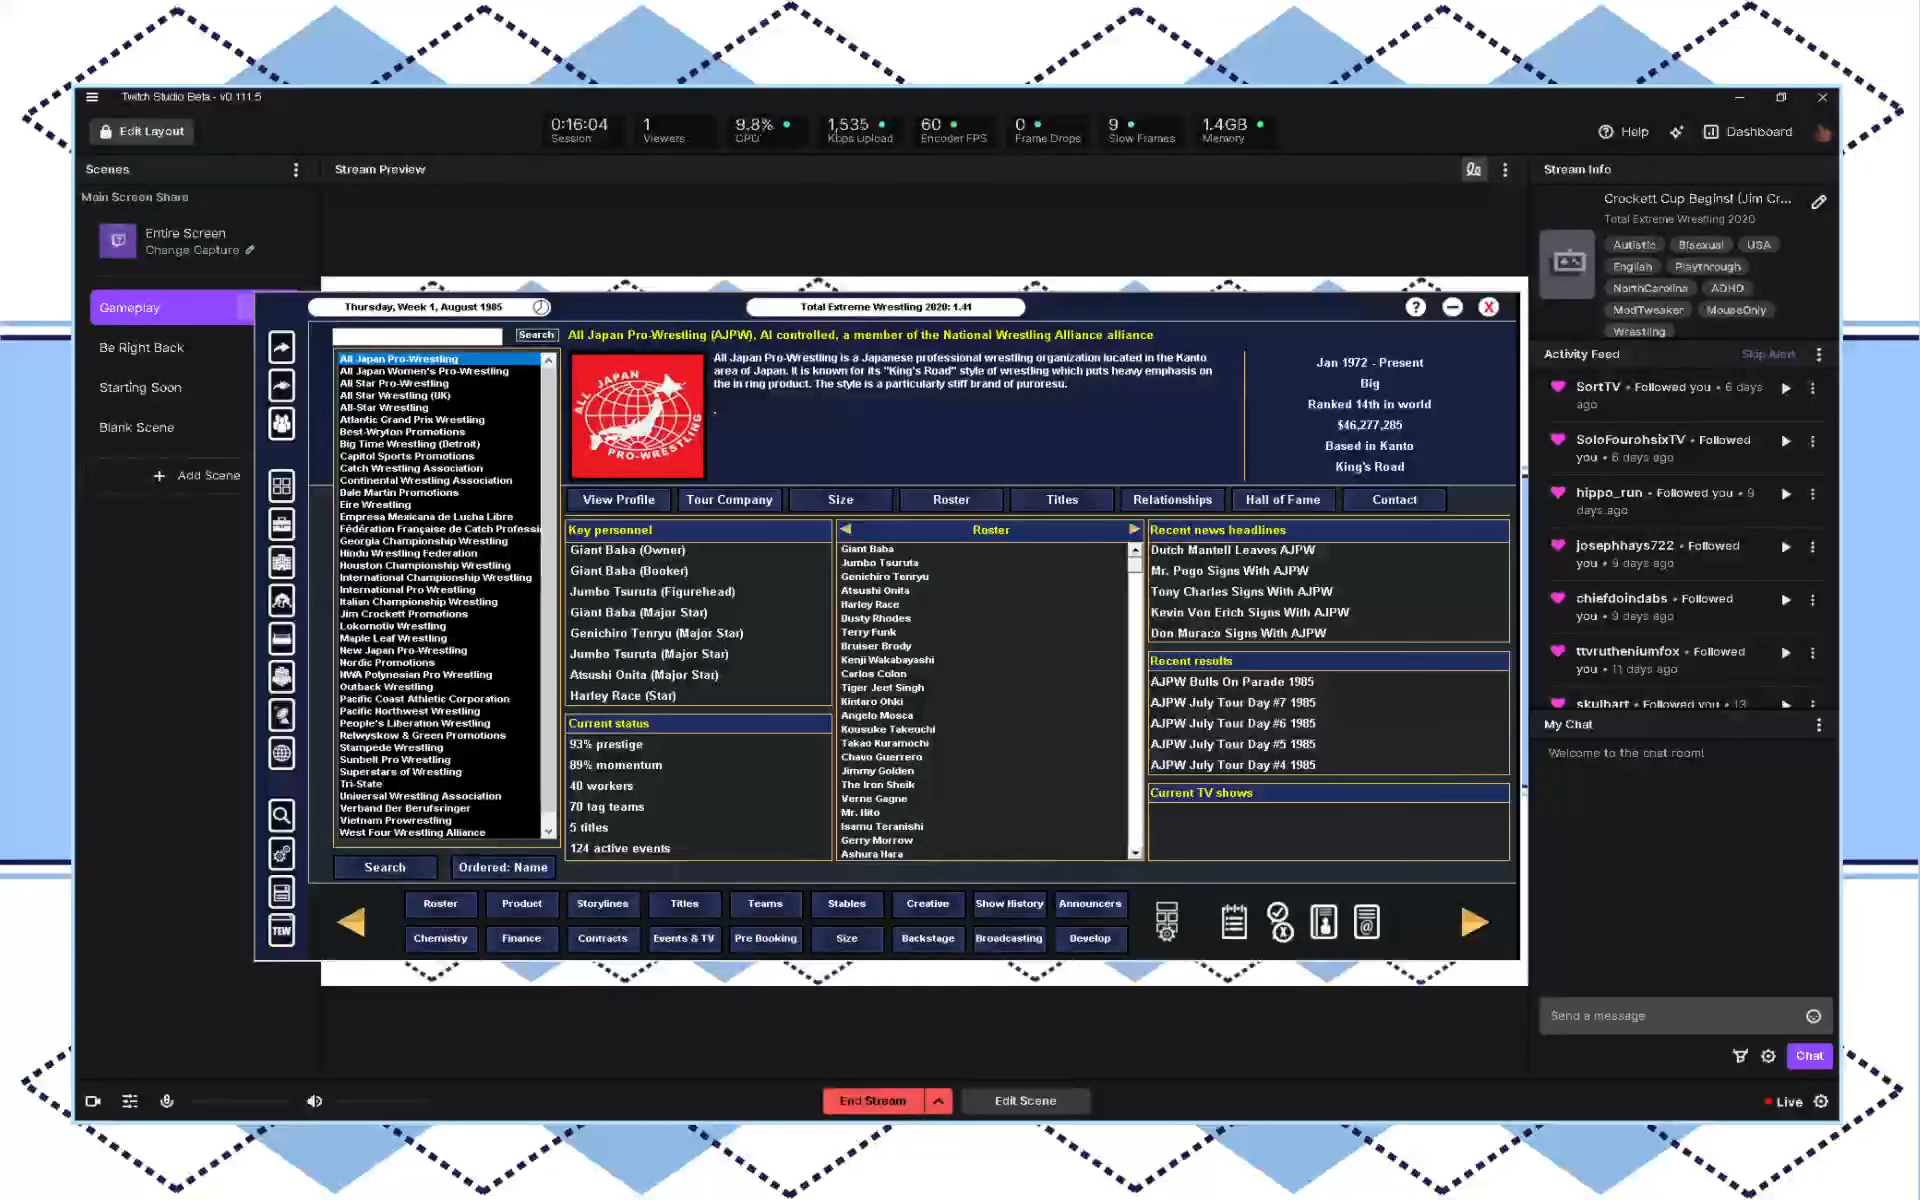 Twitch Studio Beta - v0.111.5
Edit Layout
0:16:04
Session
1
Viewers
9.8%
CPU
1,535
Kbps Upload
60
Encoder FPS
0
Frame Drops
9
Slow Frames
1.4GB
Memory
Help
Dashboard
Scenes
Stream Preview
Stream Info
Main Screen Share
Entire Screen
Change Capture
Gameplay
Be Right Back
Starting Soon
Blank Scene
+ Add Scene
Crockett Cup Begins! (Jim Cr...
Total Extreme Wrestling 2020
Autistic
Bisexual
USA
English
Playthrough
NorthCarolina
ADHD
ModTweaker
MouseOnly
Wrestling
Thursday, Week 1, August 1985
Total Extreme Wrestling 2020: 1.41
?
X
Search
All Japan Pro-Wrestling (AJPW), AI controlled, a member of the National Wrestling Alliance alliance
All Japan Pro-Wrestling
All Japan Women's Pro-Wrestling
All Star Pro-Wrestling
All Star Wrestling (UK)
All-Star Wrestling
Atlantic Grand Prix Wrestling
Best-Wryton Promotions
Big Time Wrestling (Detroit)
Capitol Sports Promotions
Catch Wrestling Association
Continental Wrestling Association
Dale Martin Promotions
Eire Wrestling
Empresa Mexicana de Lucha Libre
Fédération Française de Catch Professi
Georgia Championship Wrestling
Hindu Wrestling Federation
Houston Championship Wrestling
International Championship Wrestling
International Pro Wrestling
Italian Championship Wrestling
Jim Crockett Promotions
Lokomotiv Wrestling
Maple Leaf Wrestling
New Japan Pro-Wrestling
Nordic Promotions
NWA Polynesian Pro Wrestling
Outback Wrestling
Pacific Coast Athletic Corporation
Pacific Northwest Wrestling
People's Liberation Wrestling
Relwyskow & Green Promotions
Stampede Wrestling
Sunbelt Pro Wrestling
Superstars of Wrestling
Tri-State
Universal Wrestling Association
Verband Der Berufsringer
Vietnam Prowrestling
West Four Wrestling Alliance
Search
Ordered: Name
ALL JAPAN
PRO-WRESTLING
All Japan Pro-Wrestling is a Japanese professional wrestling organization located in the Kanto
area of Japan. It is known for its "King's Road" style of wrestling which puts heavy emphasis on
the in ring product. The style is a particularly stiff brand of puroresu.
.
Jan 1972 - Present
Big
Ranked 14th in world
$46,277,285
Based in Kanto
King's Road
View Profile
Tour Company
Size
Roster
Titles
Relationships
Hall of Fame
Contact
Key personnel
Giant Baba (Owner)
Giant Baba (Booker)
Jumbo Tsuruta (Figurehead)
Giant Baba (Major Star)
Genichiro Tenryu (Major Star)
Jumbo Tsuruta (Major Star)
Atsushi Onita (Major Star)
Harley Race (Star)
Current status
93% prestige
89% momentum
40 workers
70 tag teams
5 titles
124 active events
Roster
Giant Baba
Jumbo Tsuruta
Genichiro Tenryu
Atsushi Onita
Harley Race
Dusty Rhodes
Terry Funk
Bruiser Brody
Kenji Wakabayashi
Carlos Colon
Tiger Jeet Singh
Kintaro Ohki
Angelo Mosca
Kousuke Takeuchi
Takao Kuramochi
Chavo Guerrero
Jimmy Golden
The Iron Sheik
Verne Gagne
Mr. Hito
Isamu Teranishi
Gerry Morrow
Ashura Hara
Recent news headlines
Dutch Mantell Leaves AJPW
Mr. Pogo Signs With AJPW
Tony Charles Signs With AJPW
Kevin Von Erich Signs With AJPW
Don Muraco Signs With AJPW
Recent results
AJPW Bulls On Parade 1985
AJPW July Tour Day #7 1985
AJPW July Tour Day #6 1985
AJPW July Tour Day #5 1985
AJPW July Tour Day #4 1985
Current TV shows
TEW
Roster
Product
Storylines
Titles
Teams
Stables
Creative
Show History
Announcers
Chemistry
Finance
Contracts
Events & TV
Pre Booking
Size
Backstage
Broadcasting
Develop
Activity Feed
Skip Alert
SortTV • Followed you • 6 days
ago
SoloFourohsixTV • Followed
you • 6 days ago
hippo_run • Followed you • 9
days ago
josephhays722 • Followed
you • 9 days ago
chiefdoindabs • Followed
you • 9 days ago
ttvrutheniumfox • Followed
you • 11 days ago
skulbart • Followed you • 13
My Chat
Welcome to the chat room!
Send a message
Chat
End Stream
Edit Scene
Live